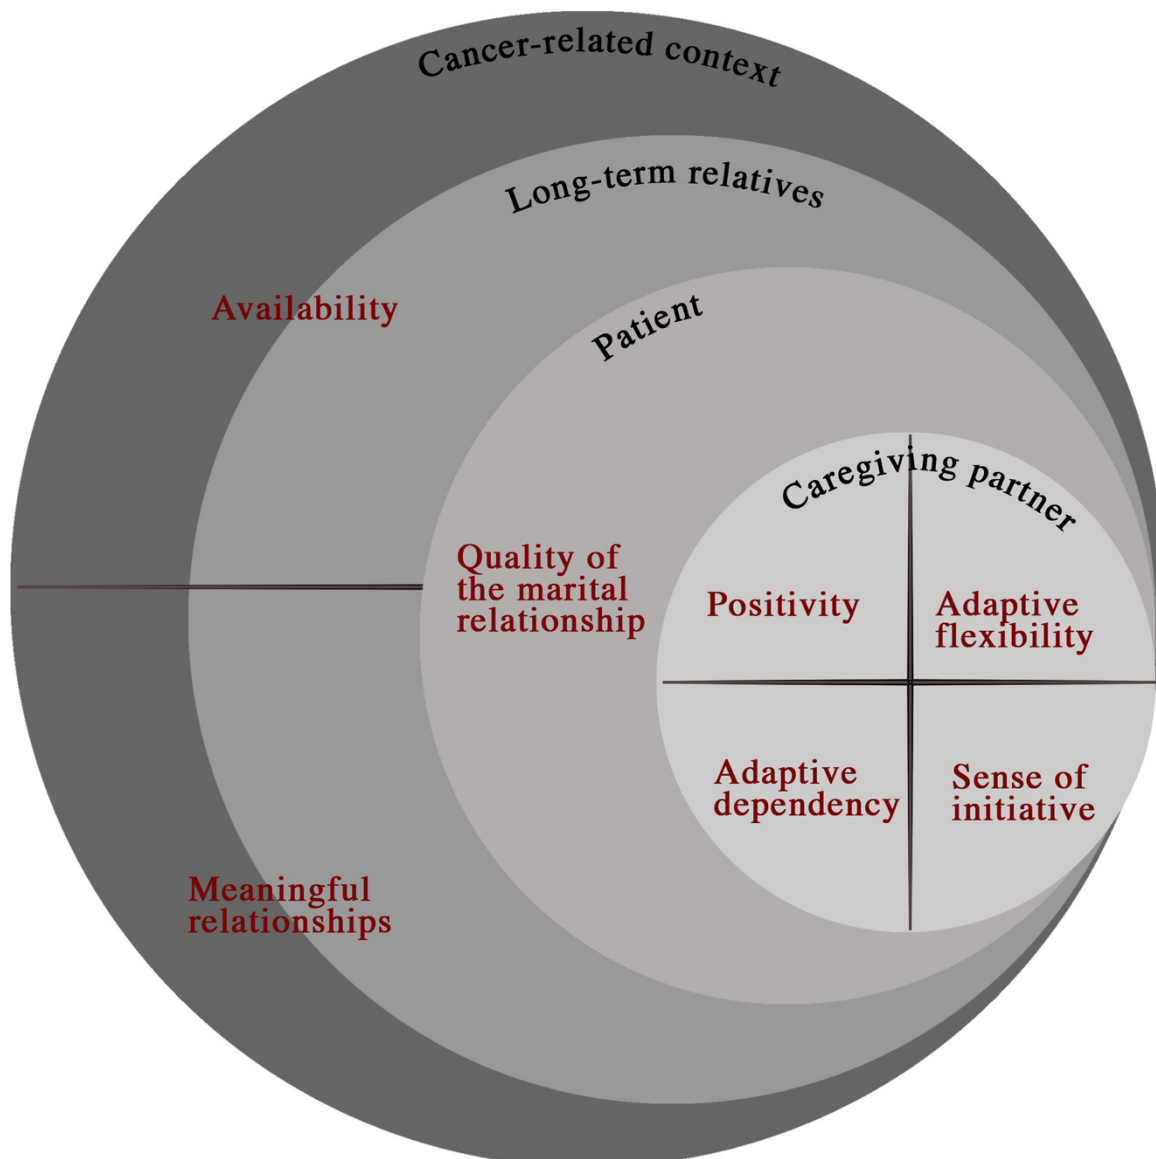 Cancer-related context
Long-term relatives
Availability
Patient
Caregiving partner
Quality of
the marital
relationship
Positivity
Adaptive
flexibility
Adaptive
dependency
Sense of
initiative
Meaningful
relationships